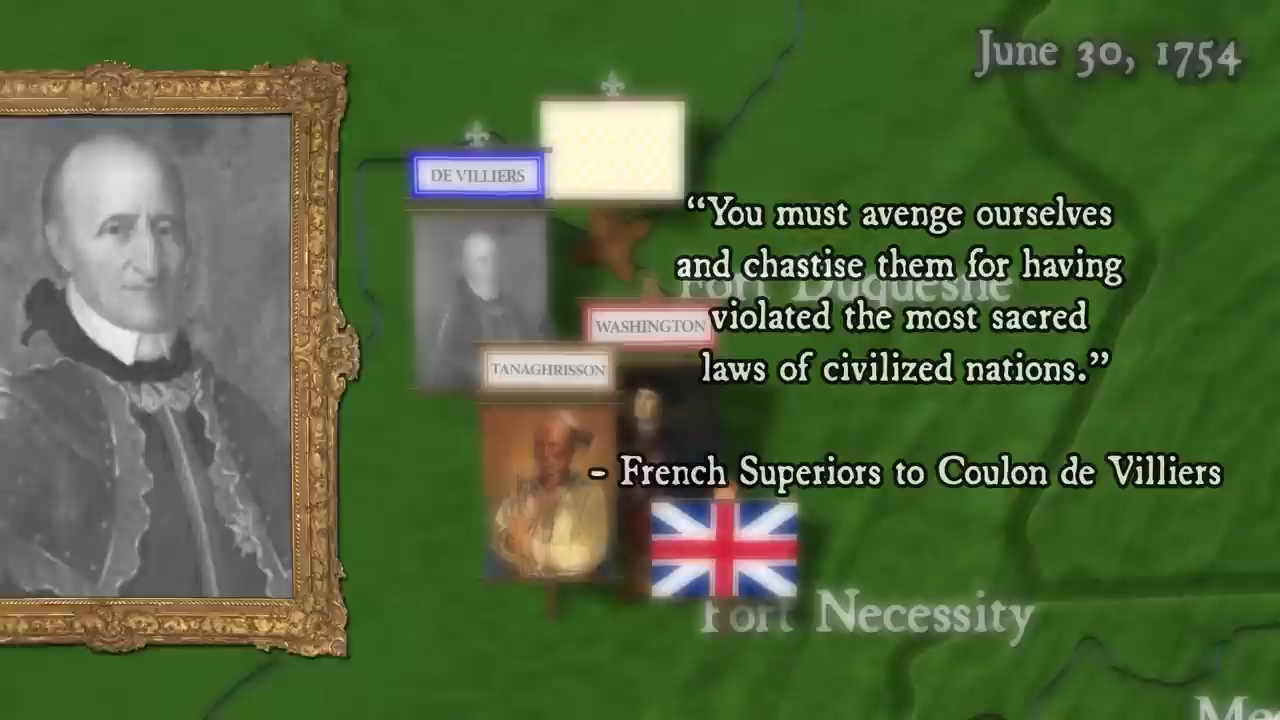 June 30, 1754
DE VILLIERS
“You must avenge ourselves
and chastise them for having
Fort Duquesne
violated the most sacred
WASHINGTON
laws of civilized nations.”
TANAGHRISSON
- French Superiors to Coulon de Villiers
Fort Necessity